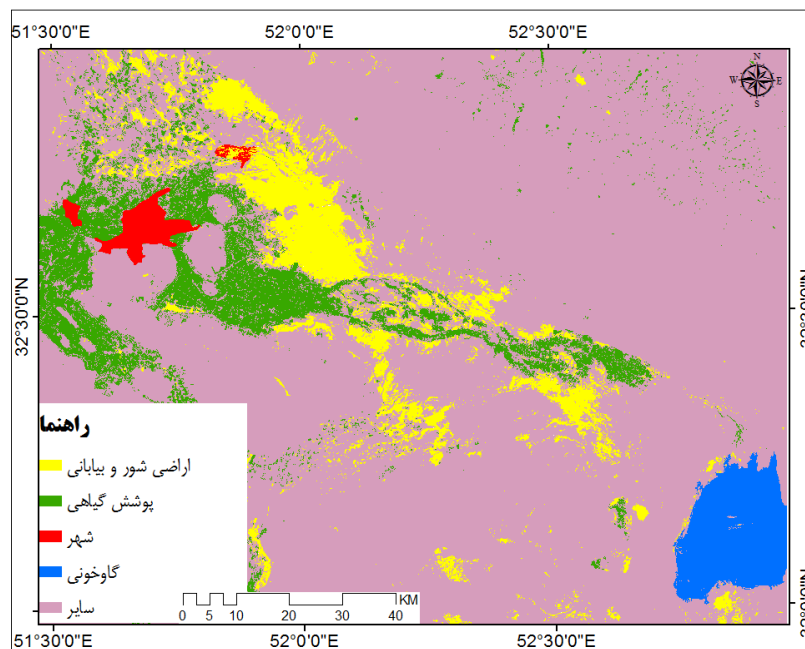 51°30'0"E 52°0'0"E 52°30'0"E
N
W E
S
32°30'0"N
راهنما
اراضی شور و بیابانی
پوشش گیاهی
شهر
گاوخونی
سایر
KM
0 5 10 20 30 40
51°30'0"E 52°0'0"E 52°30'0"E